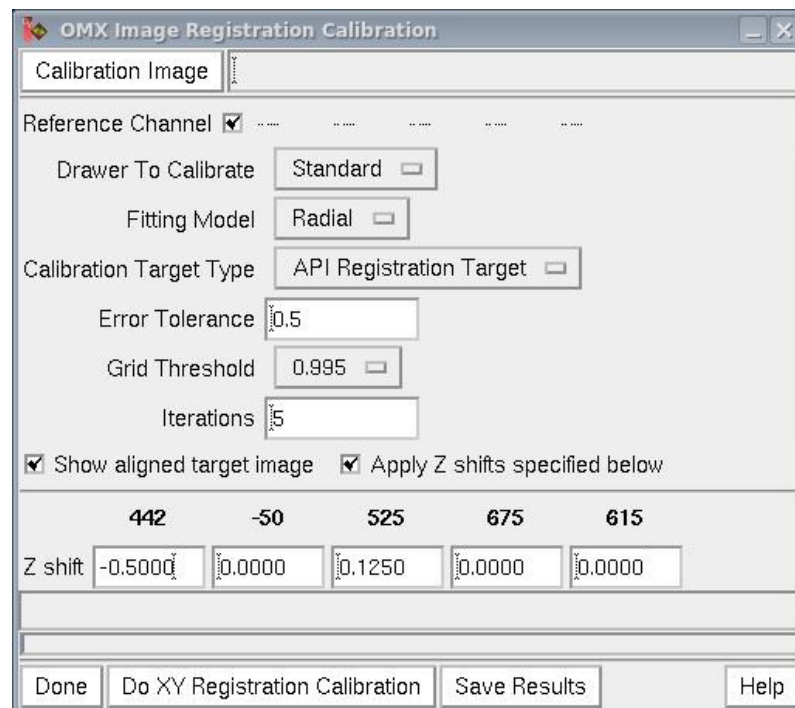 OMX Image Registration Calibration
Calibration Image
Reference Channel
Drawer To Calibrate Standard
Fitting Model Radial
Calibration Target Type API Registration Target
Error Tolerance 0.5
Grid Threshold 0.995
Iterations 5
Show aligned target image Apply Z shifts specified below
442 -50 525 675 615
Z shift -0.5000 0.0000 0.1250 0.0000 0.0000
Done Do XY Registration Calibration Save Results Help